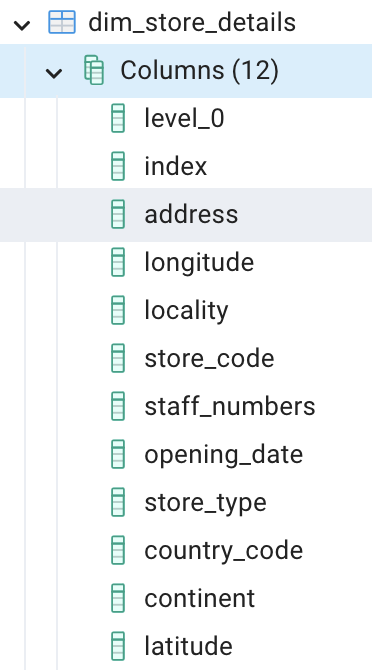 dim_store_details
Columns (12)
level_0
index
address
longitude
locality
store_code
staff_numbers
opening_date
store_type
country_code
continent
latitude